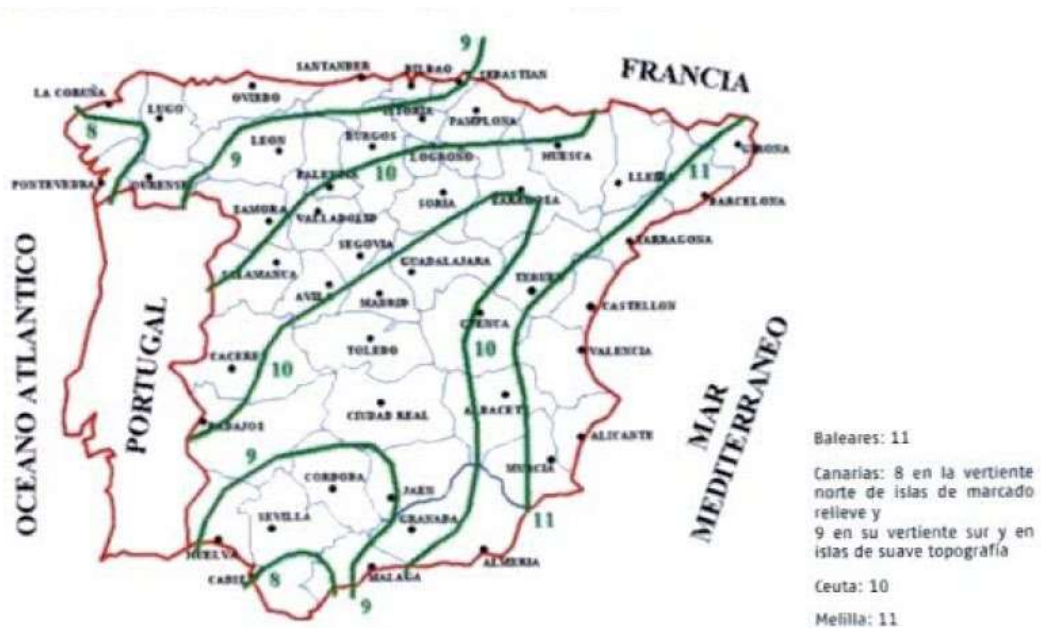 9
SANTANDER
BILBAO
S. SEBASTIAN
FRANCIA
LA CORUÑA
LUGO
OVIEDO
8
VITORIA
PAMPLONA
LEON
BURGOS
LOGROÑO
HUESCA
GIRONA
9
10
11
PONTEVEDRA
OURENSE
PALENCIA
LLEIDA
BARCELONA
ZAMORA
VALLADOLID
SORIA
ZARAGOZA
TARRAGONA
SEGOVIA
SALAMANCA
GUADALAJARA
AVILA
MADRID
TERUEL
CASTELLON
OCEANO ATLANTICO
PORTUGAL
CUENCA
CACERES
TOLEDO
10
10
VALENCIA
MAR
MEDITERRANEO
BADAJOS
CIUDAD REAL
ALBACETE
ALICANTE
9
CORDOBA
JAEN
MURCIA
SEVILLA
GRANADA
11
HUELVA
CADIZ
8
MALAGA
ALMERIA
9
Baleares: 11
Canarias: 8 en la vertiente
norte de islas de marcado
relieve y
9 en su vertiente sur y en
islas de suave topografía
Ceuta: 10
Melilla: 11